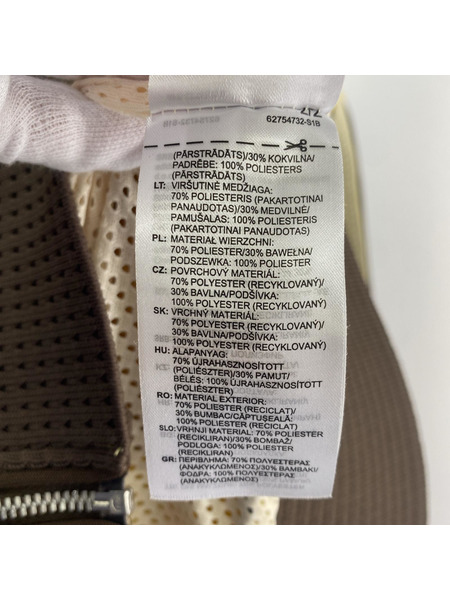 62754732-S1B
(PĀRSTRĀDĀTS)/30% KOKVILNA/
PADRĒBE: 100% POLIESTERS
(PĀRSTRĀDĀTS)
LT: VIRŠUTINĖ MEDŽIAGA:
70% POLIESTERIS (PAKARTOTINAI
PANAUDOTAS)/30% MEDVILNĖ/
PAMUŠALAS: 100% POLIESTERIS
(PAKARTOTINAI PANAUDOTAS)
PL: MATERIAŁ WIERZCHNI:
70% POLIESTER/30% BAWEŁNA/
PODSZEWKA: 100% POLIESTER
CZ: POVRCHOVÝ MATERIÁL:
70% POLYESTER (RECYKLOVANÝ)/
30% BAVLNA/PODŠÍVKA:
100% POLYESTER (RECYKLOVANÝ)
SK: VRCHNÝ MATERIÁL:
70% POLYESTER (RECYKLOVANÝ)/
30% BAVLNA/PODŠÍVKA:
100% POLYESTER (RECYKLOVANÝ)
HU: ALAPANYAG:
70% ÚJRAHASZNOSÍTOTT
(POLIÉSZTER)/30% PAMUT/
BÉLÉS: 100% ÚJRAHASZNOSÍTOTT
(POLIÉSZTER)
RO: MATERIAL EXTERIOR:
70% POLIESTER (RECICLAT)/
30% BUMBAC/CĂPTUŞEALĂ:
100% POLIESTER (RECICLAT)
SLO: VRHNJI MATERIAL: 70% POLIESTER
(RECIKLIRAN)/30% BOMBAŽ/
PODLOGA: 100% POLIESTER
(RECIKLIRAN)
GR: ΠΕΡΙΒΛΗΜΑ: 70% ΠΟΛΥΕΣΤΕΡΑΣ
(ΑΝΑΚΥΚΛΩΜΕΝΟΣ)/30% ΒΑΜΒΑΚΙ/
ΦΟΔΡΑ: 100% ΠΟΛΥΕΣΤΕΡΑΣ
(ΑΝΑΚΥΚΛΩΜΕΝΟΣ)